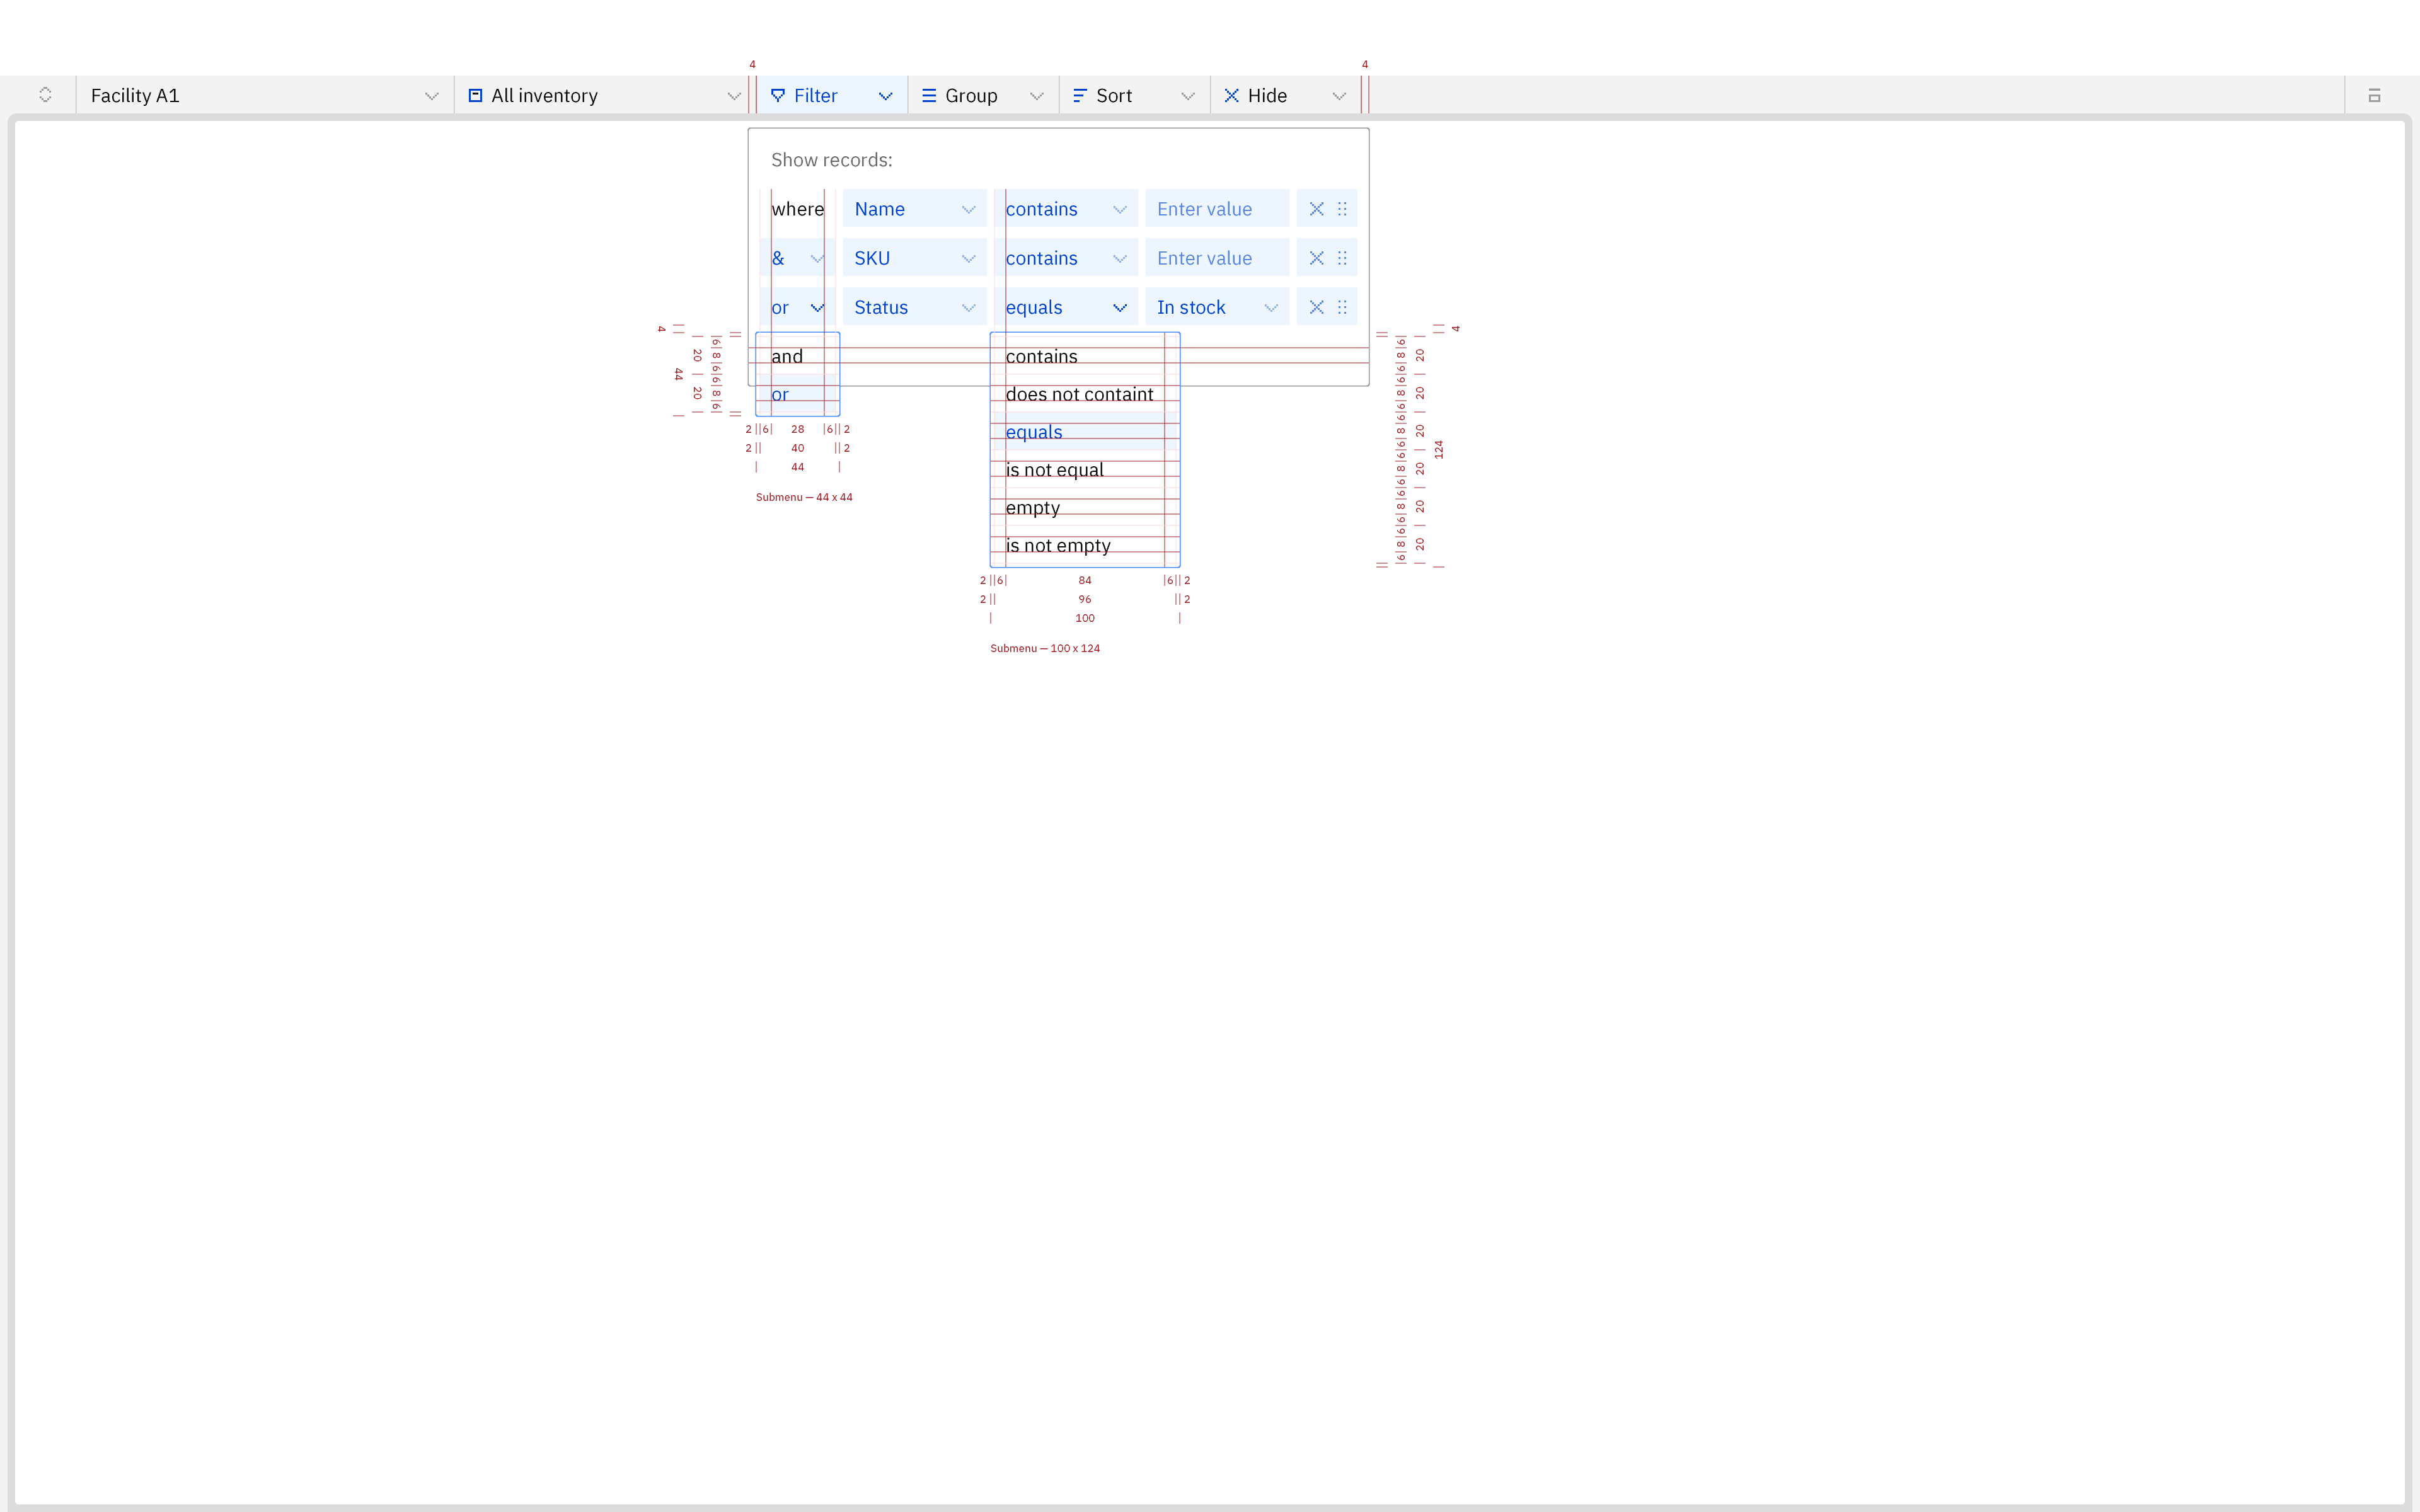 4 4
Facility A1 All inventory Filter Group Sort Hide
Show records:
where Name contains Enter value
& SKU contains Enter value
or Status equals In stock
4 4
and contains
or does not containt
equals
is not equal
empty
is not empty
44 20 20 6 8 6 6 8 6
2 6 28 6 2
2 40 2
44
Submenu — 44 x 44
6 8 6 6 8 6 6 8 6 6 8 6 6 8 6 6 8 6
20 20 20 20 20 20
124
2 6 84 6 2
2 96 2
100
Submenu — 100 x 124